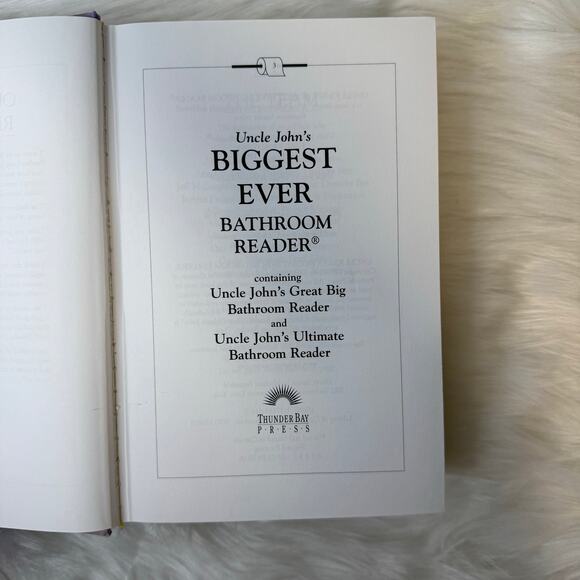 3
Uncle John's
BIGGEST
EVER
BATHROOM
READER®
containing
Uncle John's Great Big
Bathroom Reader
and
Uncle John's Ultimate
Bathroom Reader
THUNDER BAY
P·R·E·S·S